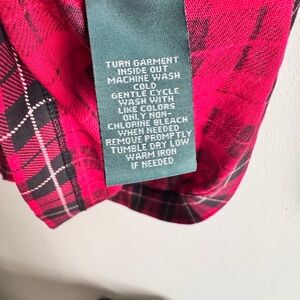 TURN GARMENT
INSIDE OUT
MACHINE WASH
COLD
GENTLE CYCLE
WASH WITH
LIKE COLORS
ONLY NON-
CHLORINE BLEACH
WHEN NEEDED
REMOVE PROMPTLY
TUMBLE DRY LOW
WARM IRON
IF NEEDED